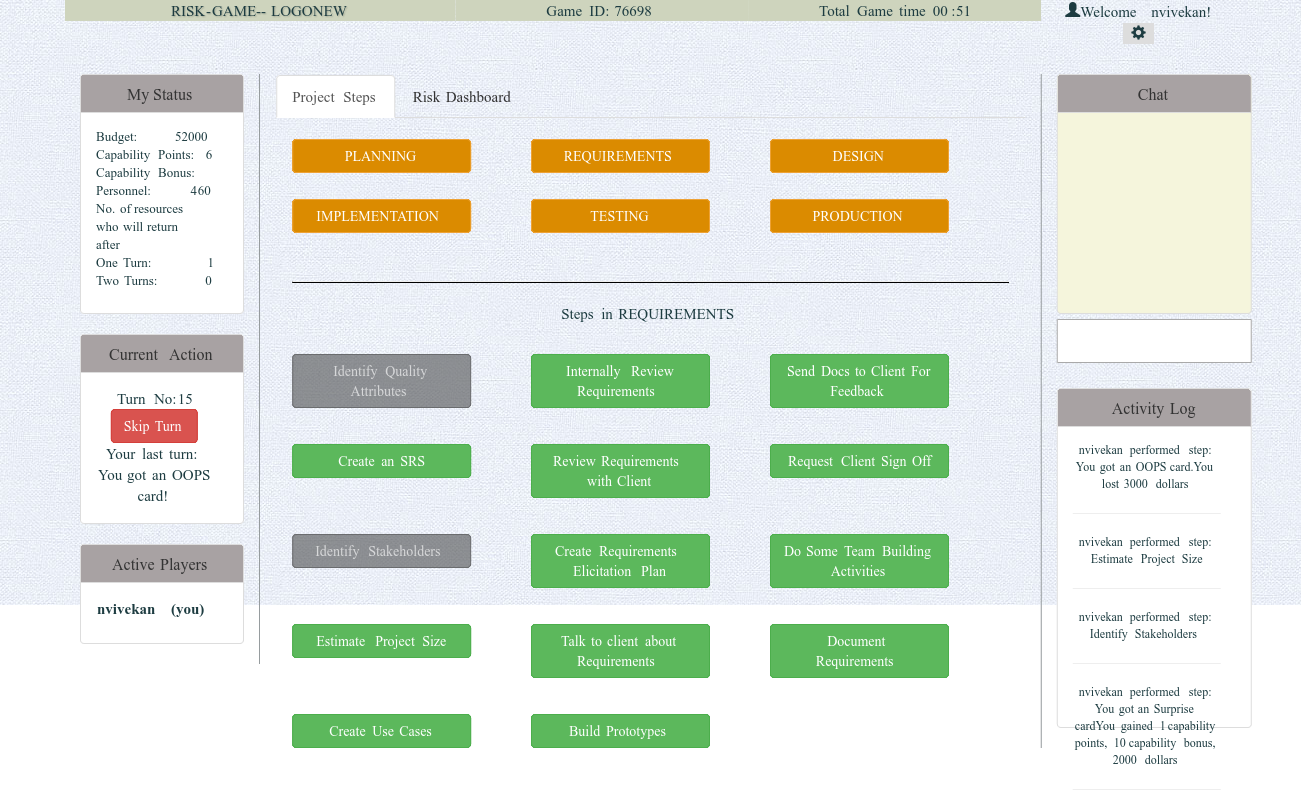 RISK-GAME-- LOGONEW
Game ID: 76698
Total Game time 00 :51
Welcome nvivekan!
My Status
Budget: 52000
Capability Points: 6
Capability Bonus:
Personnel: 460
No. of resources
who will return
after
One Turn: 1
Two Turns: 0
Current Action
Turn No:15
Skip Turn
Your last turn:
You got an OOPS
card!
Active Players
nvivekan (you)
Project Steps
Risk Dashboard
PLANNING
REQUIREMENTS
DESIGN
IMPLEMENTATION
TESTING
PRODUCTION
Steps in REQUIREMENTS
Identify Quality
Attributes
Internally Review
Requirements
Send Docs to Client For
Feedback
Create an SRS
Review Requirements
with Client
Request Client Sign Off
Identify Stakeholders
Create Requirements
Elicitation Plan
Do Some Team Building
Activities
Estimate Project Size
Talk to client about
Requirements
Document
Requirements
Create Use Cases
Build Prototypes
Chat
Activity Log
nvivekan performed step:
You got an OOPS card.You
lost 3000 dollars
nvivekan performed step:
Estimate Project Size
nvivekan performed step:
Identify Stakeholders
nvivekan performed step:
You got an Surprise
cardYou gained 1 capability
points, 10 capability bonus,
2000 dollars